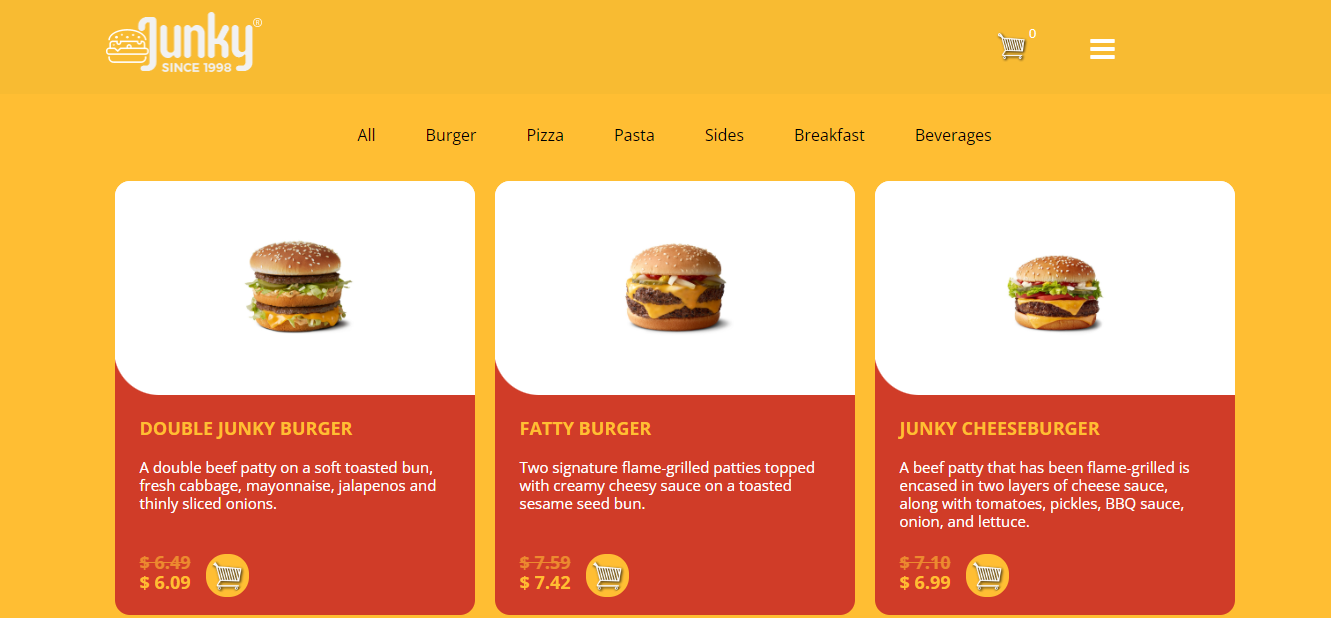 Junky®
SINCE 1998
0
All Burger Pizza Pasta Sides Breakfast Beverages
DOUBLE JUNKY BURGER
A double beef patty on a soft toasted bun,
fresh cabbage, mayonnaise, jalapenos and
thinly sliced onions.
$ 6.49
$ 6.09
FATTY BURGER
Two signature flame-grilled patties topped
with creamy cheesy sauce on a toasted
sesame seed bun.
$ 7.59
$ 7.42
JUNKY CHEESEBURGER
A beef patty that has been flame-grilled is
encased in two layers of cheese sauce,
along with tomatoes, pickles, BBQ sauce,
onion, and lettuce.
$ 7.10
$ 6.99